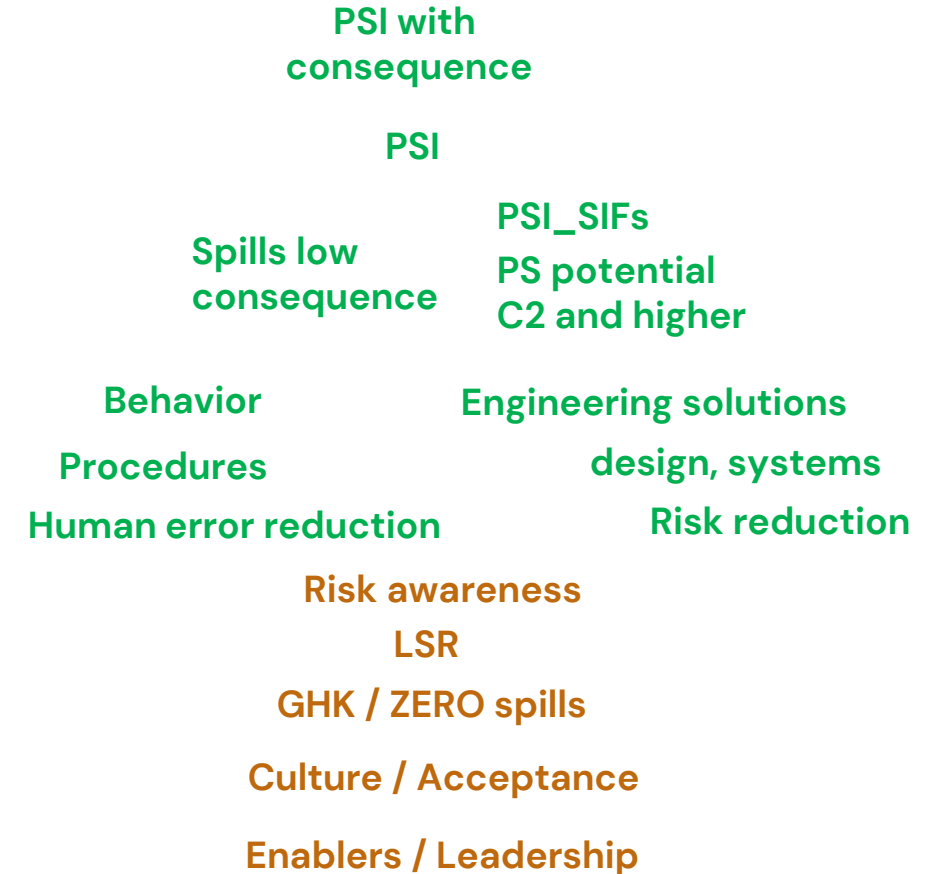 PSI with
consequence
PSI
Spills low
consequence
PSI_SIFs
PS potential
C2 and higher
Behavior
Engineering solutions
Procedures
design, systems
Human error reduction
Risk reduction
Risk awareness
LSR
GHK / ZERO spills
Culture / Acceptance
Enablers / Leadership